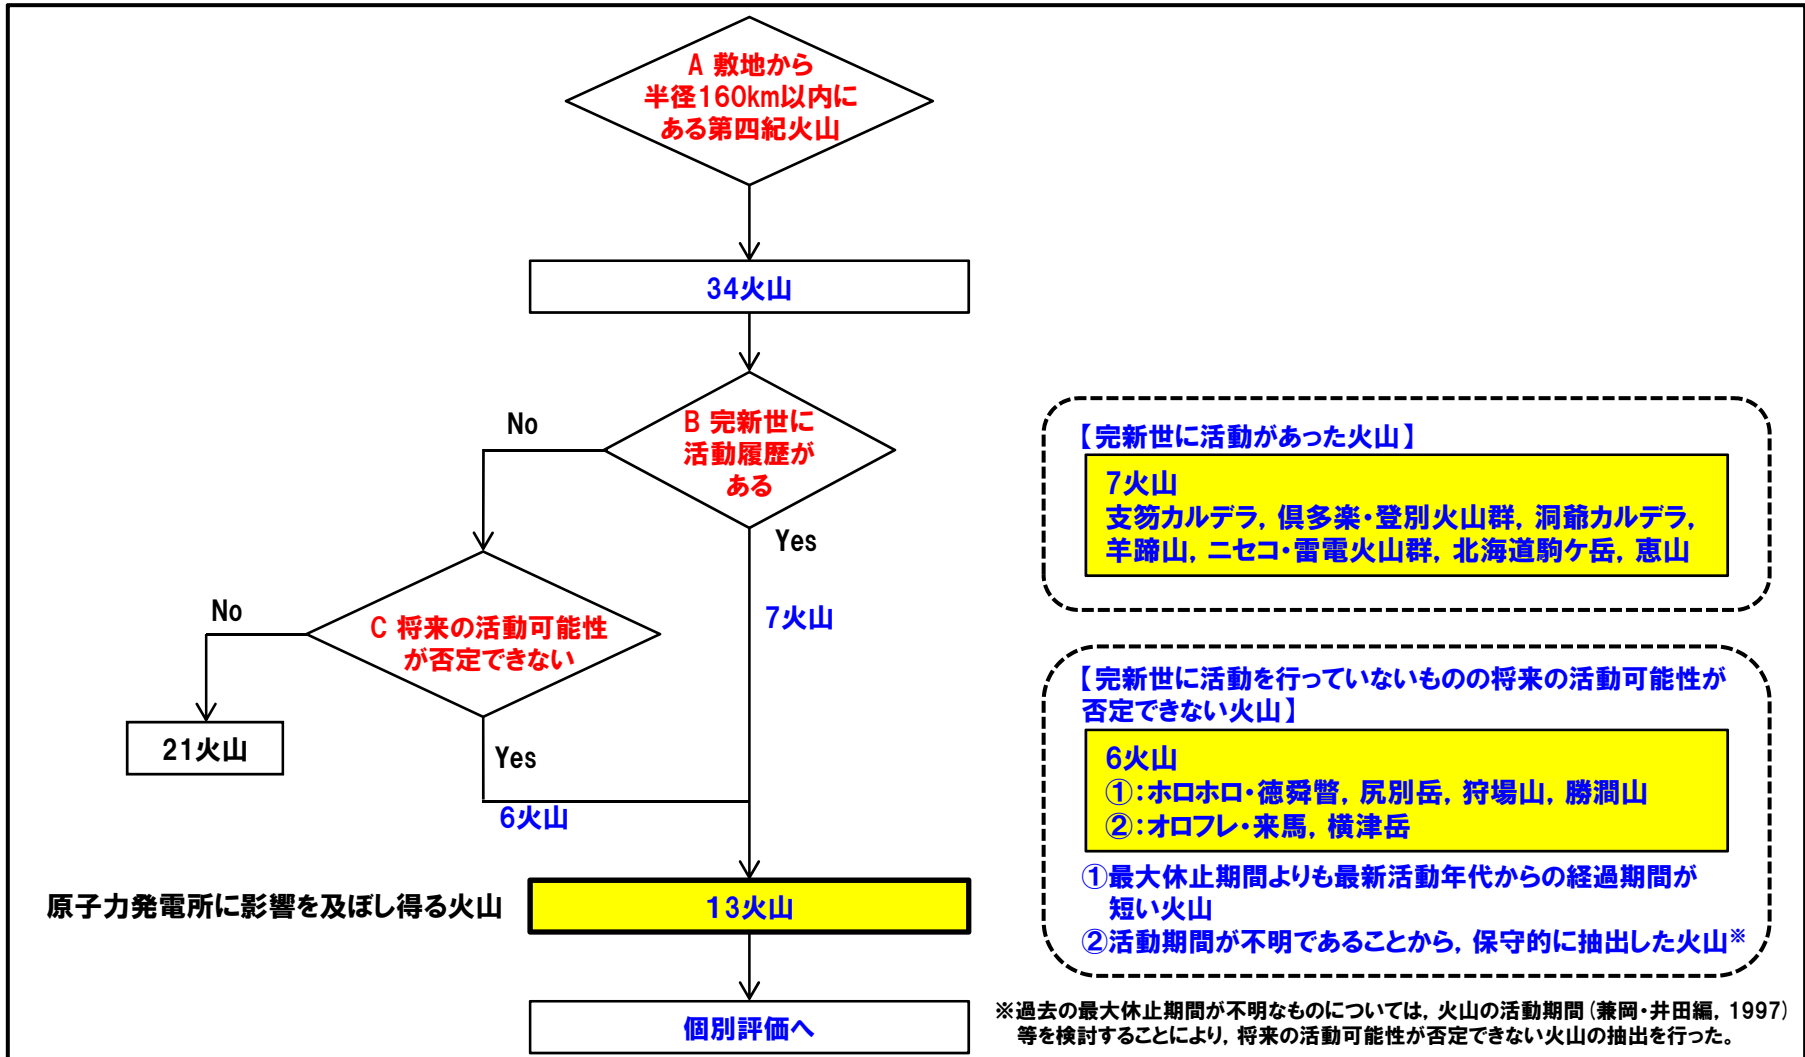 A 敷地から
半径160km以内に
ある第四紀火山
34火山
B 完新世に
活動履歴が
ある
No
Yes
7火山
C 将来の活動可能性
が否定できない
No
21火山
Yes
6火山
原子力発電所に影響を及ぼし得る火山
13火山
個別評価へ
【完新世に活動があった火山】
7火山
支笏カルデラ，倶多楽・登別火山群，洞爺カルデラ，
羊蹄山，ニセコ・雷電火山群，北海道駒ケ岳，恵山
【完新世に活動を行っていないものの将来の活動可能性が
否定できない火山】
6火山
①：ホロホロ・徳舜瞥，尻別岳，狩場山，勝澗山
②：オロフレ・来馬，横津岳
①最大休止期間よりも最新活動年代からの経過期間が
短い火山
②活動期間が不明であることから，保守的に抽出した火山※
※過去の最大休止期間が不明なものについては，火山の活動期間（兼岡・井田編，1997）
等を検討することにより，将来の活動可能性が否定できない火山の抽出を行った。